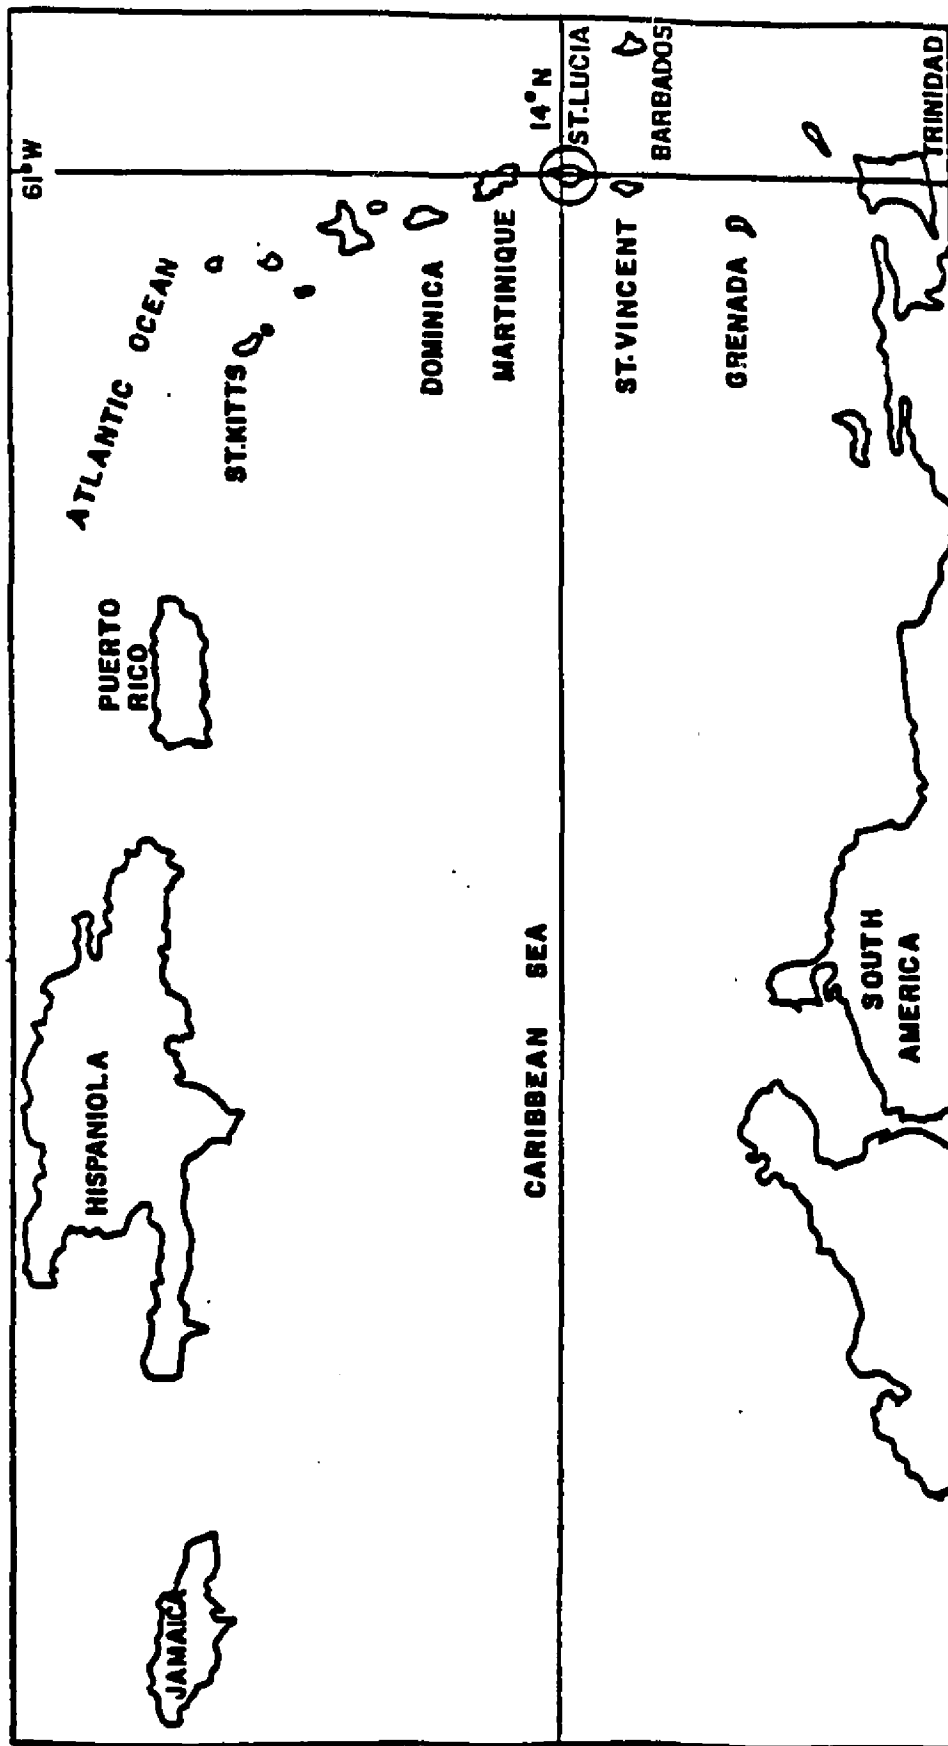 61°W
ATLANTIC OCEAN
ST.KITTS
PUERTO
RICO
HISPANIOLA
JAMAICA
DOMINICA
MARTINIQUE
14°N
ST.LUCIA
CARIBBEAN SEA
ST.VINCENT
BARBADOS
GRENADA
TRINIDAD
SOUTH
AMERICA